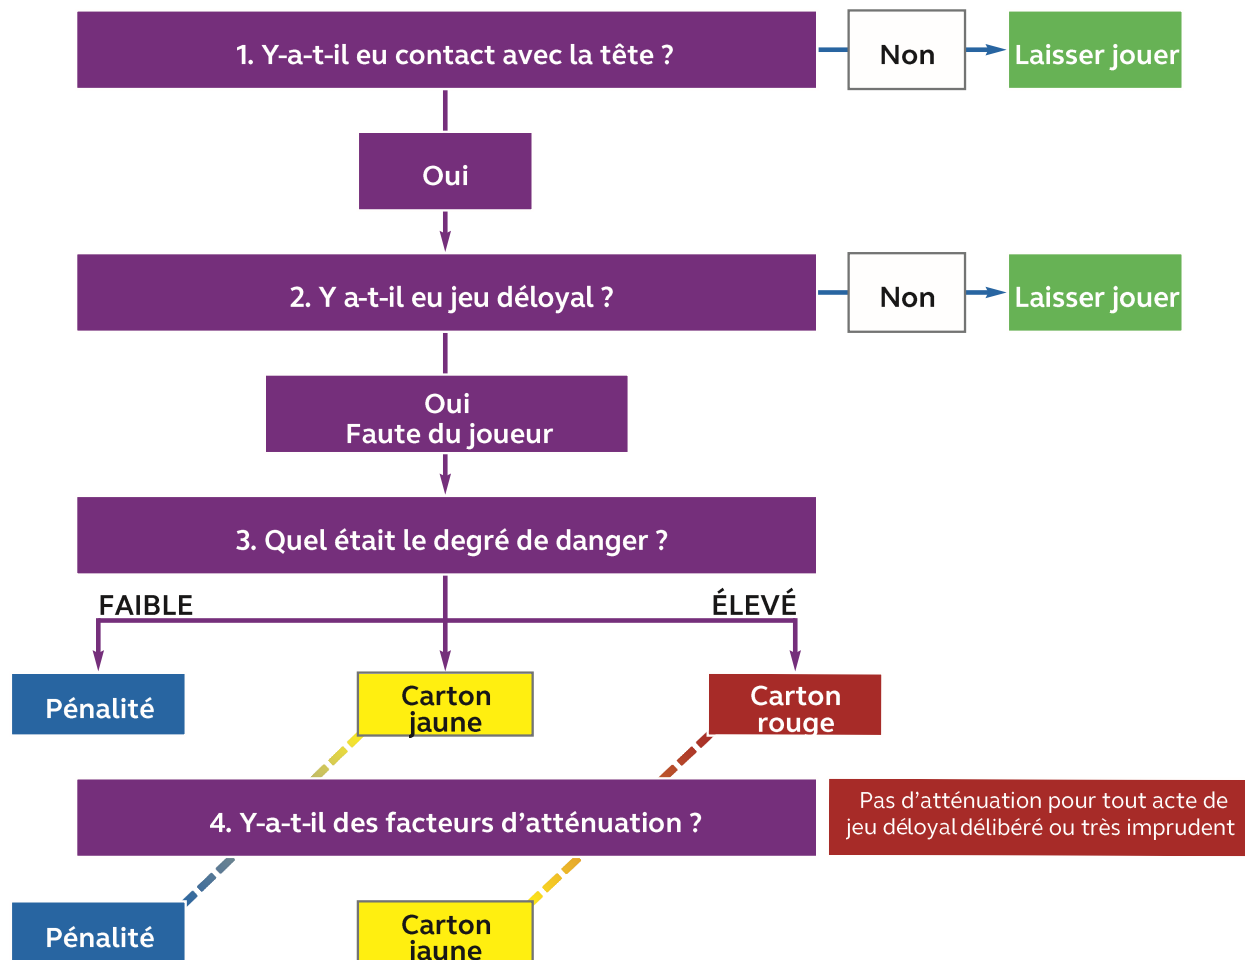 1. Y-a-t-il eu contact avec la tête ?
Non
Laisser jouer
Oui
2. Y a-t-il eu jeu déloyal ?
Non
Laisser jouer
Oui
Faute du joueur
3. Quel était le degré de danger ?
FAIBLE
ÉLEVÉ
Pénalité
Carton
jaune
Carton
rouge
4. Y-a-t-il des facteurs d’atténuation ?
Pas d’atténuation pour tout acte de
jeu déloyal délibéré ou très imprudent
Pénalité
Carton
jaune